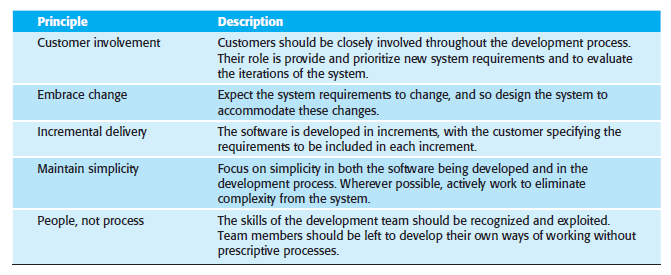 Principle Description
Customer involvement Customers should be closely involved throughout the development process.
Their role is provide and prioritize new system requirements and to evaluate
the iterations of the system.
Embrace change Expect the system requirements to change, and so design the system to
accommodate these changes.
Incremental delivery The software is developed in increments, with the customer specifying the
requirements to be included in each increment.
Maintain simplicity Focus on simplicity in both the software being developed and in the
development process. Wherever possible, actively work to eliminate
complexity from the system.
People, not process The skills of the development team should be recognized and exploited.
Team members should be left to develop their own ways of working without
prescriptive processes.